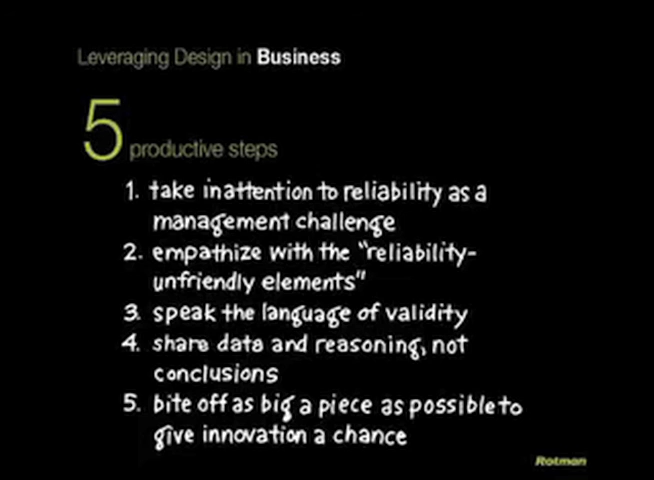 Leveraging Design in Business
5 productive steps
1. take inattention to reliability as a
management challenge
2. empathize with the "reliability-
unfriendly elements"
3. speak the language of validity
4. share data and reasoning, not
conclusions
5. bite off as big a piece as possible to
give innovation a chance
Rotman